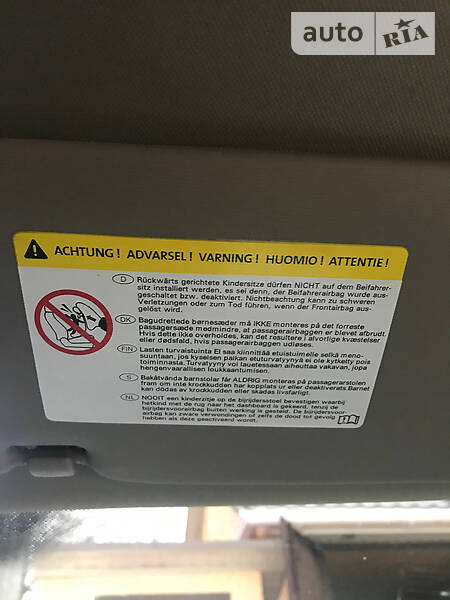 auto RIA
ACHTUNG! ADVARSEL! VARNING! HUOMIO! ATTENTIE!
D Rückwärts gerichtete Kindersitze dürfen NICHT auf dem Beifahrer-
sitz installiert werden, es sei denn, der Beifahrerairbag wurde aus-
geschaltet bzw. deaktiviert. Nichtbeachtung kann zu schweren
Verletzungen oder zum Tod führen, wenn der Frontairbag aus-
gelöst wird.
DK Bagudrettede børnesæder må IKKE monteres på det forreste
passagersæde medmindre, at passagerairbaggen er blevet afbrudt.
Hvis dette ikke overholdes, kan det resultere i alvorlige kvæstelser
eller dødsfald, hvis passagerairbaggen udløses.
FIN Lasten turvaistuinta EI saa kiinnittää etuistuimelle selkä meno-
suuntaan, jos kyseisen paikan etuturvatyynyä ei ole kytketty pois
toiminnasta. Turvatyyny voi lauetessaan aiheuttaa vakavan, jopa
hengenvaarallisen loukkaantumisen.
S Bakåtvända barnstolar får ALDRIG monteras på passagerarstolen
fram om inte krockkudden har kopplats ur eller deaktiverats. Barnet
kan dödas av krockkudden eller skadas livsfarligt.
NL NOOIT een kinderzitje op de bijrijdersstoel bevestigen waarbij
hetkind met de rug naar het dashboard is gekeerd, tenzij de
bijrijdersvoorairbag buiten werking is gesteld. De bijrijdersvoor-
airbag kan zware verwondingen of zelfs de dood tot gevolg
hebben als deze geactiveerd wordt.